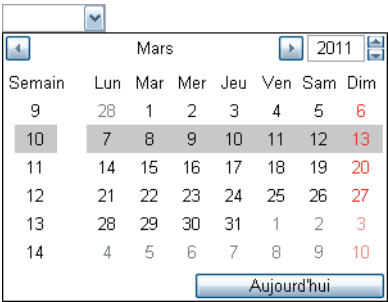 Mars 2011
Semain Lun Mar Mer Jeu Ven Sam Dim
9 28 1 2 3 4 5 6
10 7 8 9 10 11 12 13
11 14 15 16 17 18 19 20
12 21 22 23 24 25 26 27
13 28 29 30 31 1 2 3
14 4 5 6 7 8 9 10
Aujourd'hui